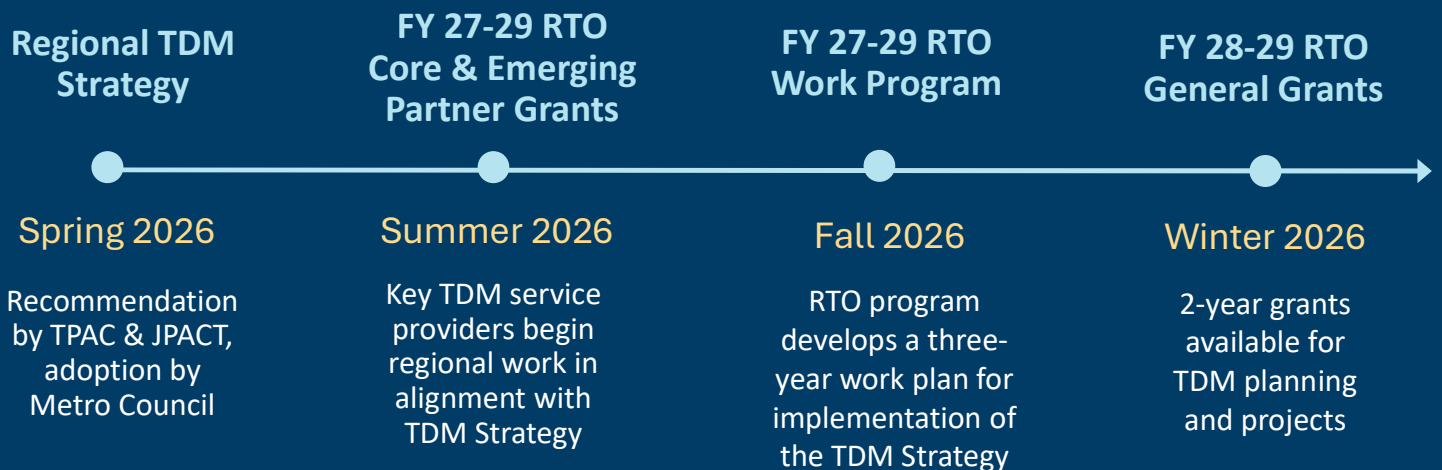 Regional TDM
Strategy
FY 27-29 RTO
Core & Emerging
Partner Grants
FY 27-29 RTO
Work Program
FY 28-29 RTO
General Grants
Spring 2026
Summer 2026
Fall 2026
Winter 2026
Recommendation
by TPAC & JPACT,
adoption by
Metro Council
Key TDM service
providers begin
regional work in
alignment with
TDM Strategy
RTO program
develops a three-
year work plan for
implementation of
the TDM Strategy
2-year grants
available for
TDM planning
and projects